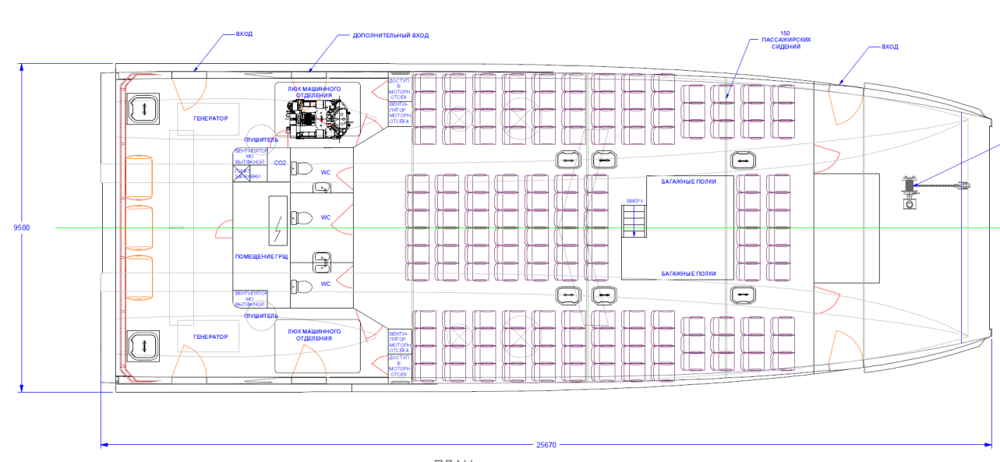 ВХОД
ДОПОЛНИТЕЛЬНЫЙ ВХОД
150
ПАССАЖИРСКИХ
СИДЕНИЙ
ВХОД
ЛЮК МАШИННОГО
ОТДЕЛЕНИЯ
ДОСТУП
В
МОТОРН
ОТСЕК
ВЕНТИ-
ЛЯТОР
МОТОРН
ОТСЕКА
ГЕНЕРАТОР
ГЛУШИТЕЛЬ
ВЕНТИЛЯТОР
МО
ВЫТЯЖНОЙ
CO2
ПУНКТ
ЗАПРАВКИ
WC
БАГАЖНЫЕ ПОЛКИ
ВВЕРХ
WC
9500
ПОМЕЩЕНИЕ ГРЩ
БАГАЖНЫЕ ПОЛКИ
WC
ВЕНТИЛЯТОР
МО
ВЫТЯЖНОЙ
ГЛУШИТЕЛЬ
ГЕНЕРАТОР
ЛЮК МАШИННОГО
ОТДЕЛЕНИЯ
ВЕНТИ-
ЛЯТОР
МОТОРН
ОТСЕКА
ДОСТУП
В
МОТОРН
ОТСЕК
25670